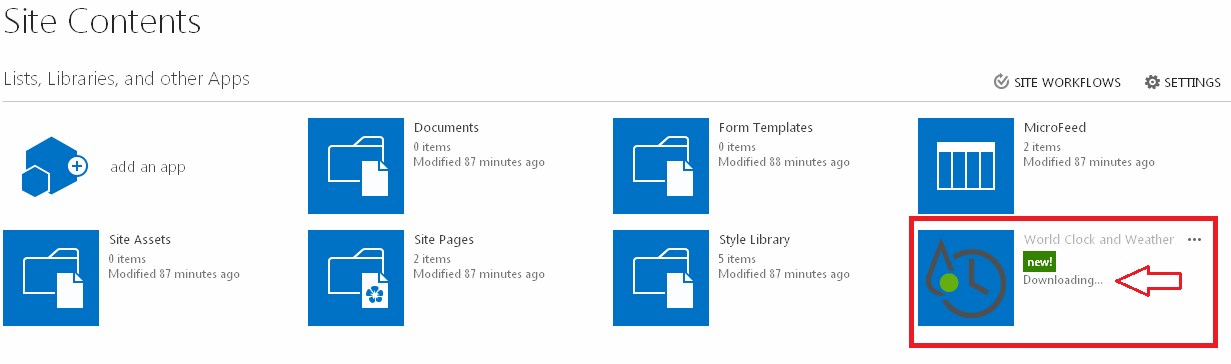 Site Contents
Lists, Libraries, and other Apps
SITE WORKFLOWS
SETTINGS
add an app
Documents
0 items
Modified 87 minutes ago
Form Templates
0 items
Modified 88 minutes ago
MicroFeed
2 items
Modified 87 minutes ago
Site Assets
0 items
Modified 87 minutes ago
Site Pages
2 items
Modified 87 minutes ago
Style Library
5 items
Modified 87 minutes ago
World Clock and Weather
new!
Downloading...